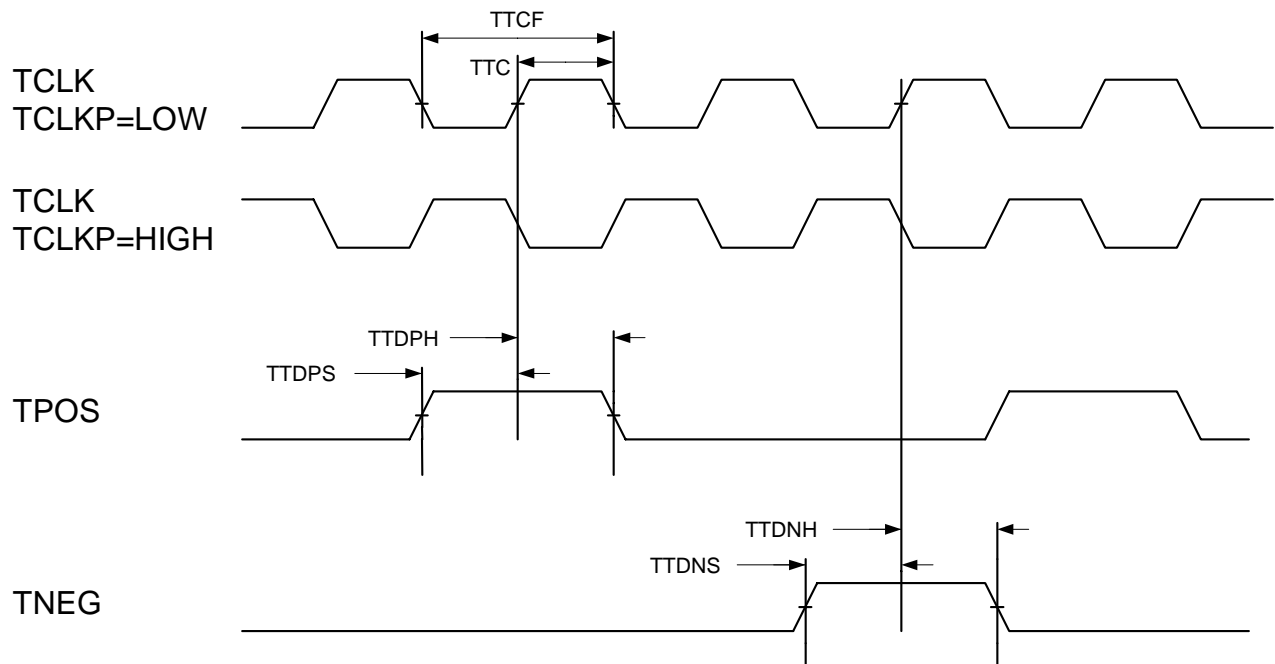 TTCF
TTC
TCLK
TCLKP=LOW
TCLK
TCLKP=HIGH
TTDPH
TTDPS
TPOS
TTDNH
TTDNS
TNEG